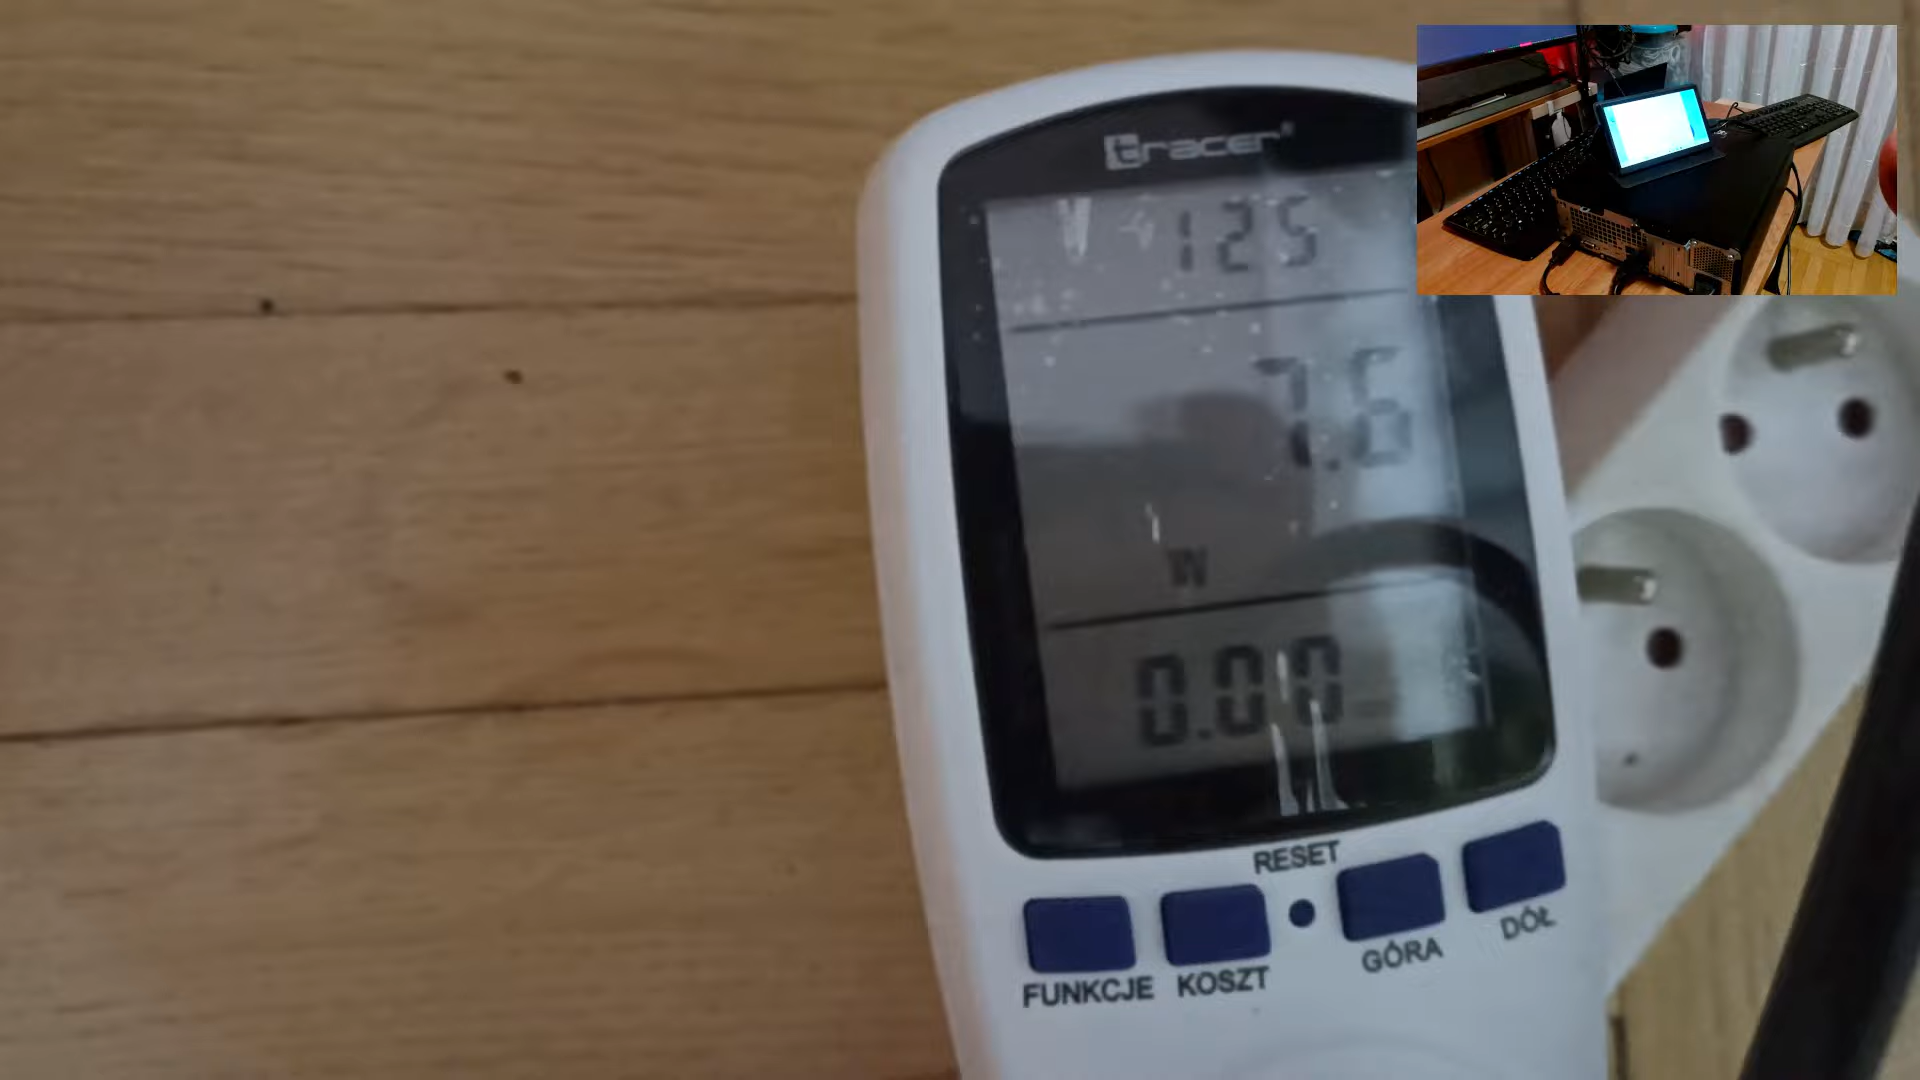 tracer
125
7.6
W
0.00
RESET
FUNKCJE KOSZT GÓRA DÓŁ